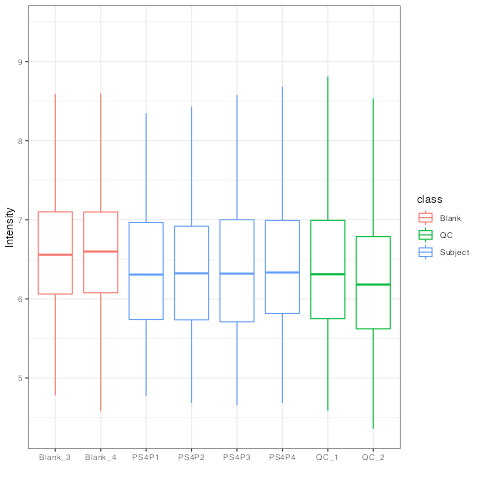 Intensity
9
8
7
6
5
Blank_3 Blank_4 PS4P1 PS4P2 PS4P3 PS4P4 QC_1 QC_2
class
Blank
QC
Subject